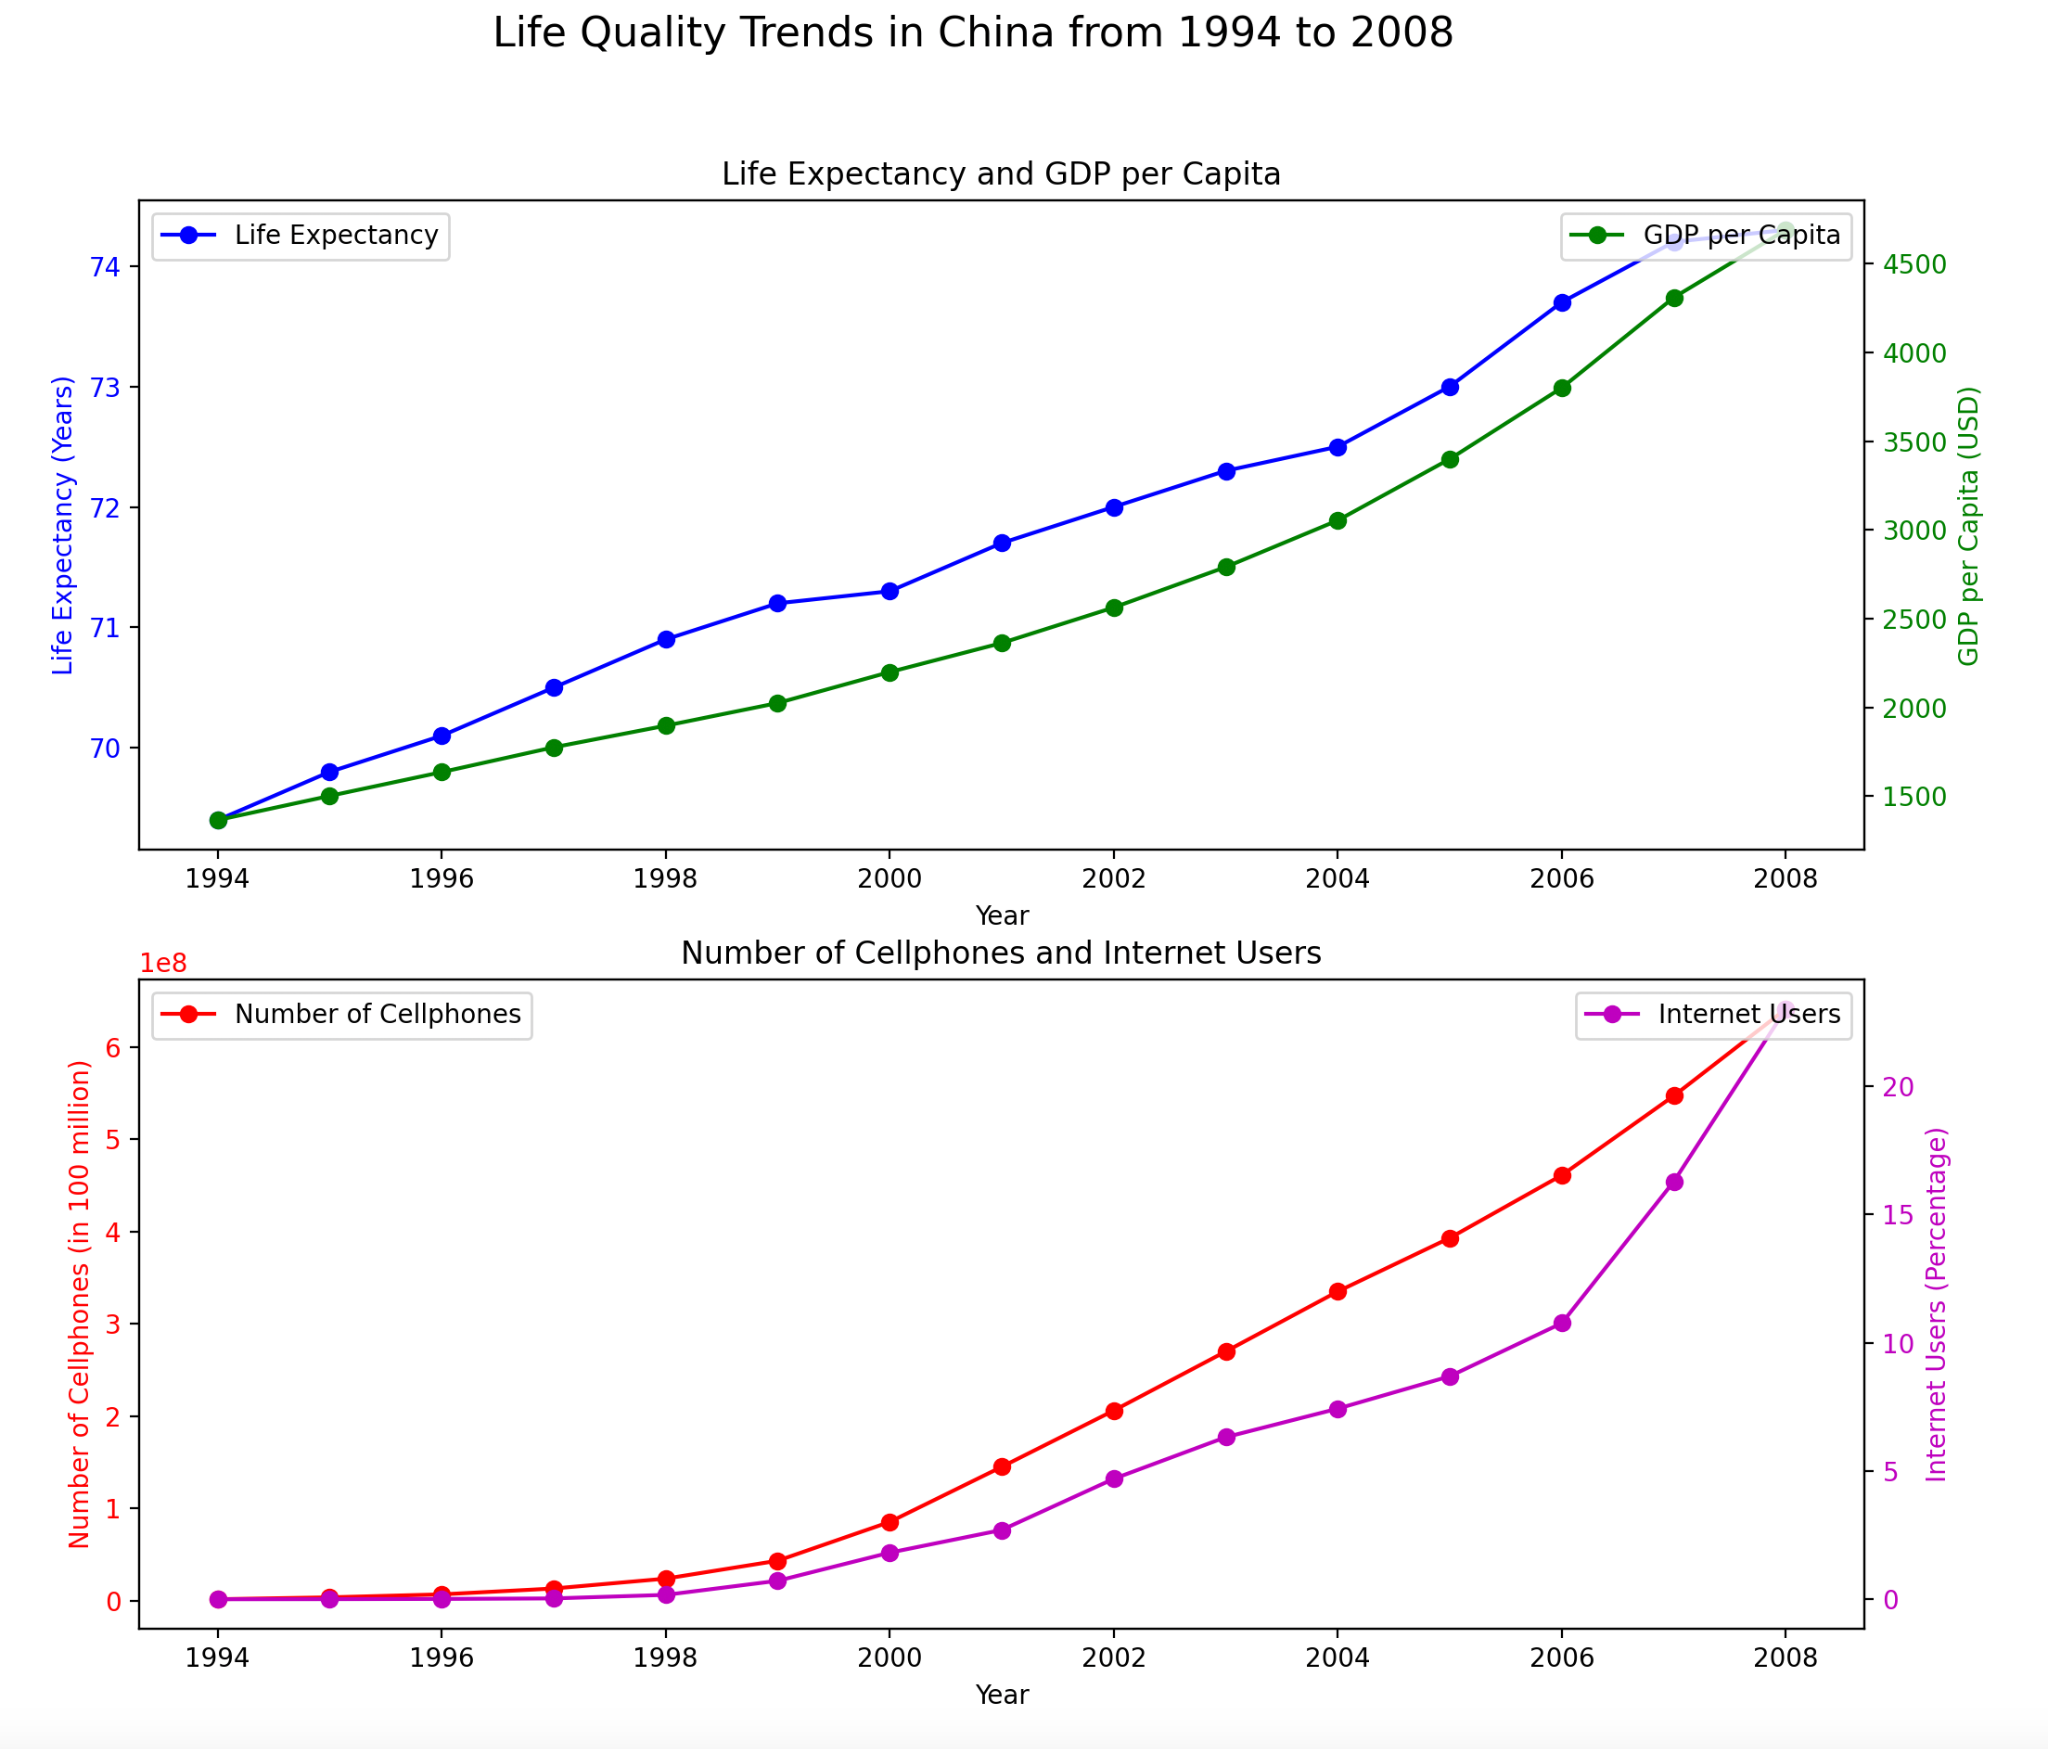 Life Quality Trends in China from 1994 to 2008
Life Expectancy and GDP per Capita
Life Expectancy
GDP per Capita
Life Expectancy (Years)
74
73
72
71
70
4500
4000
3500
3000
2500
2000
1500
GDP per Capita (USD)
1994 1996 1998 2000 2002 2004 2006 2008
Year
Number of Cellphones and Internet Users
1e8
Number of Cellphones
Internet Users
Number of Cellphones (in 100 million)
6
5
4
3
2
1
0
20
15
10
5
0
Internet Users (Percentage)
1994 1996 1998 2000 2002 2004 2006 2008
Year